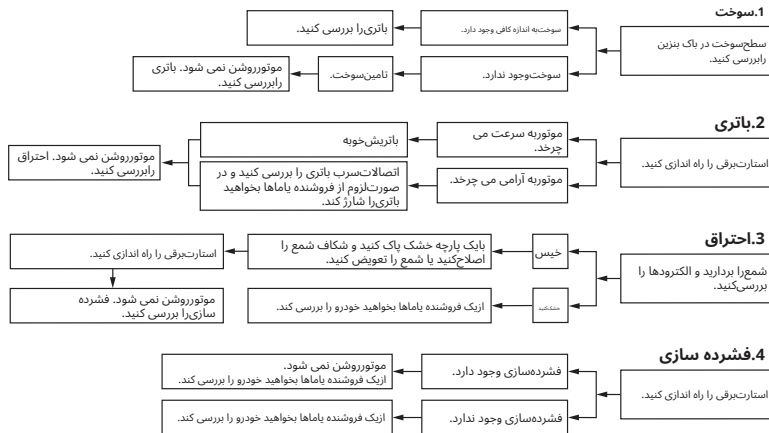 1.سوخت
سطح‌سوخت در باک بنزین
رابررسی کنید.
سوخت‌به اندازه کافی وجود دارد.
باتری‌را بررسی کنید.
سوخت‌وجود ندارد.
تامین‌سوخت.
موتورروشن نمی شود. باتری
رابررسی کنید.
2.باتری
استارت‌برقی را راه اندازی کنید.
موتوربه سرعت می
چرخد.
باتریش‌خوبه
موتوربه آرامی می چرخد.
اتصالات‌سرب باتری را بررسی کنید و در
صورت‌لزوم از فروشنده یاماها بخواهید
باتری‌را شارژ کند.
موتورروشن نمی شود. احتراق
رابررسی کنید.
3.احتراق
شمع‌را بردارید و الکترودها را
بررسی‌کنید.
خیس
بایک پارچه خشک پاک کنید و شکاف شمع را
اصلاح‌کنید یا شمع را تعویض کنید.
استارت‌برقی را راه اندازی کنید.
موتورروشن نمی شود. فشرده
سازی‌را بررسی کنید.
خشک‌کنید
ازیک فروشنده یاماها بخواهید خودرو را بررسی کند.
4.فشرده سازی
استارت‌برقی را راه اندازی کنید.
فشرده‌سازی وجود دارد.
موتورروشن نمی شود.
ازیک فروشنده یاماها بخواهید خودرو را بررسی کند.
فشرده‌سازی وجود ندارد.
ازیک فروشنده یاماها بخواهید خودرو را بررسی کند.